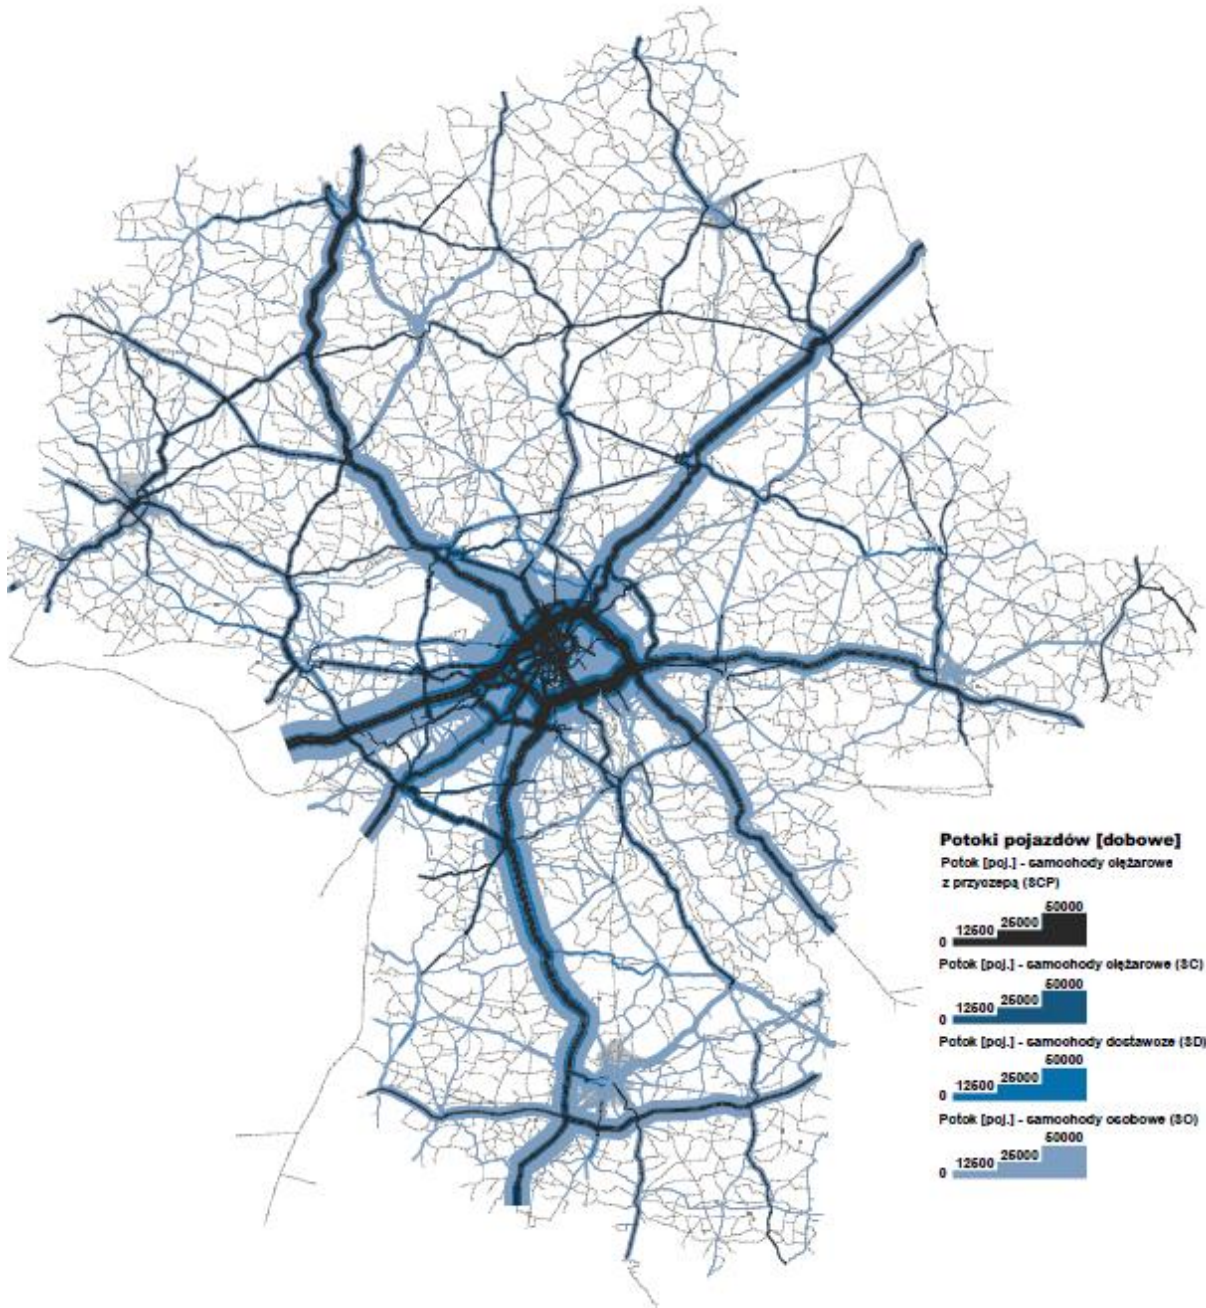 Potoki pojazdów [dobowe]
Potok [poj.] - samochody ciężarowe
z przyczepą (SCP)
0 12500 25000 50000
Potok [poj.] - samochody ciężarowe (SC)
0 12500 25000 50000
Potok [poj.] - samochody dostawcze (SD)
0 12500 25000 50000
Potok [poj.] - samochody osobowe (SO)
0 12500 25000 50000